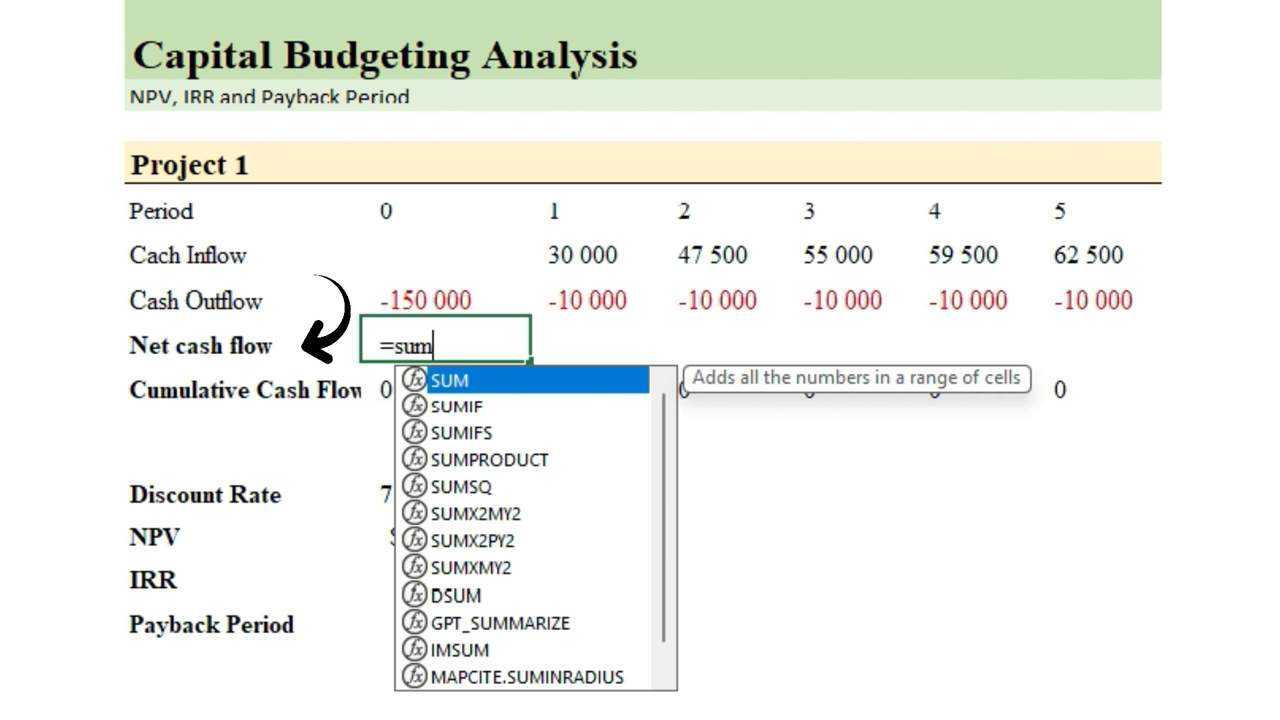 Capital Budgeting Analysis
NPV, IRR and Payback Period
Project 1
Period 0 1 2 3 4 5
Cach Inflow 30 000 47 500 55 000 59 500 62 500
Cash Outflow -150 000 -10 000 -10 000 -10 000 -10 000 -10 000
Net cash flow =sum
SUM Adds all the numbers in a range of cells
Cumulative Cash Flow 0 0
SUMIF
SUMIFS
SUMPRODUCT
SUMSQ
Discount Rate 7
SUMX2MY2
NPV
SUMX2PY2
SUMXMY2
IRR
DSUM
Payback Period
GPT_SUMMARIZE
IMSUM
MAPCITE.SUMINRADIUS